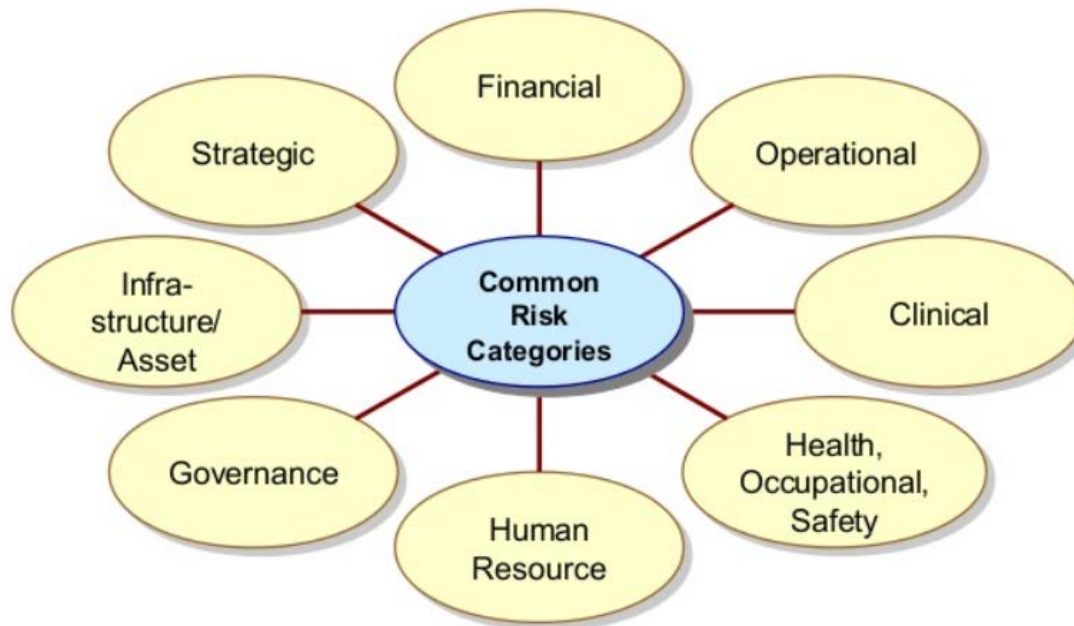 Financial
Strategic
Operational
Infra-
structure/
Asset
Common
Risk
Categories
Clinical
Governance
Health,
Occupational,
Safety
Human
Resource